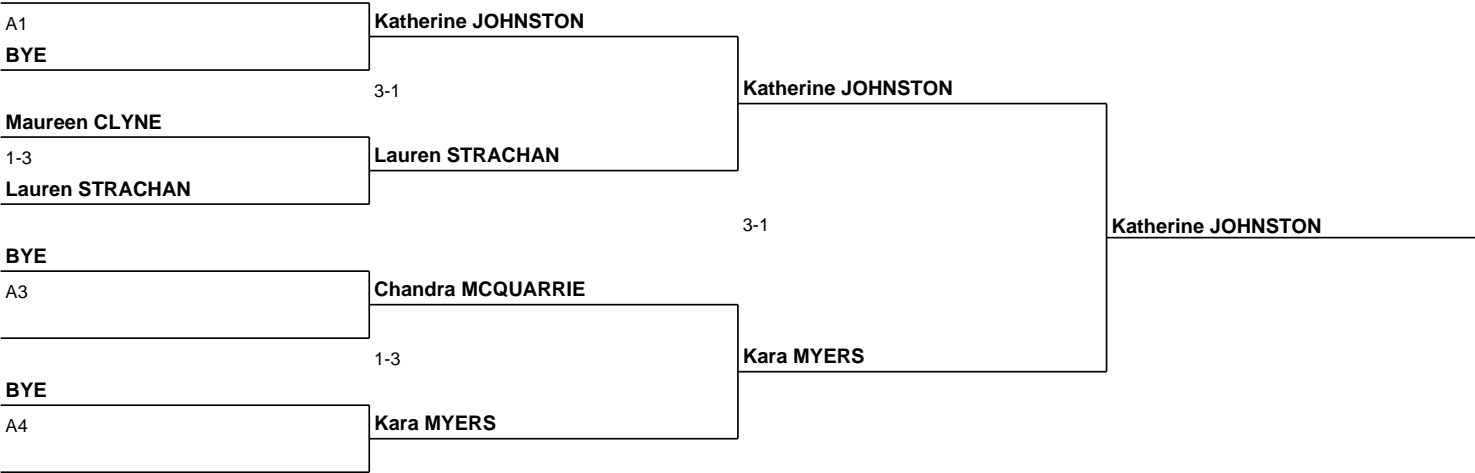 A1
BYE
Maureen CLYNE
1-3
Lauren STRACHAN
BYE
A3
BYE
A4
Katherine JOHNSTON
3-1
Lauren STRACHAN
Chandra MCQUARRIE
1-3
Kara MYERS
Katherine JOHNSTON
3-1
Kara MYERS
Katherine JOHNSTON